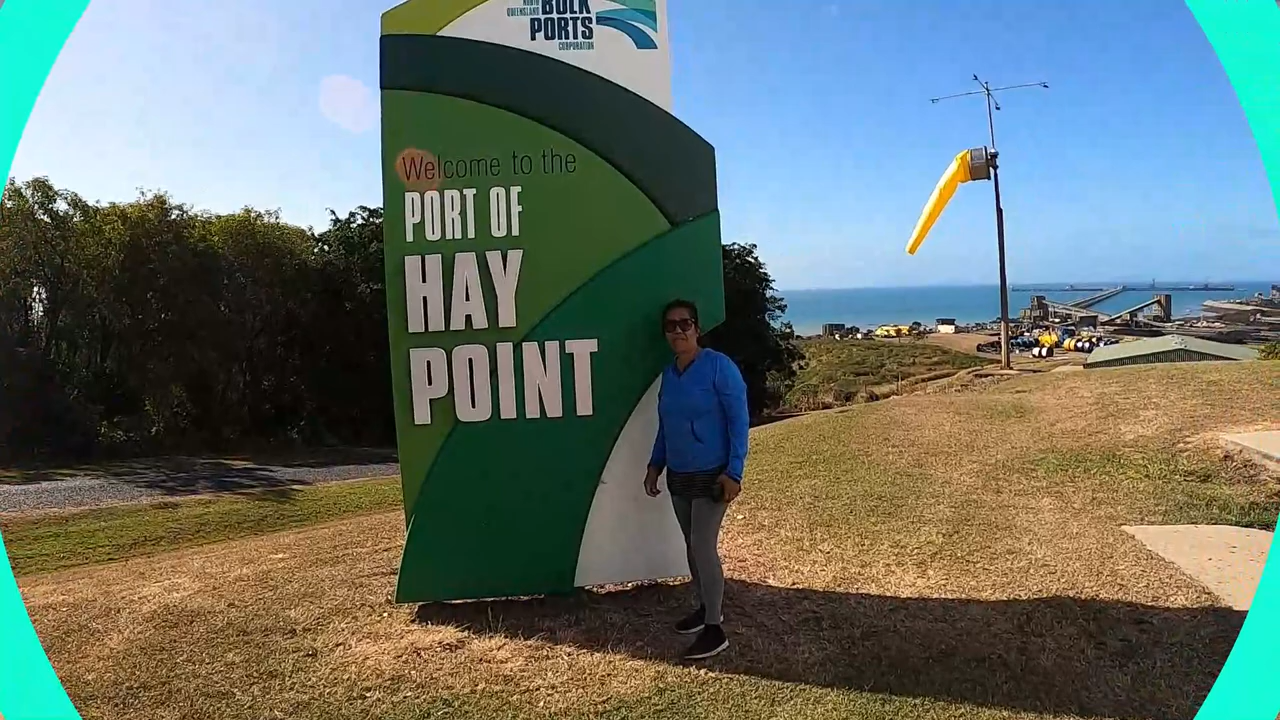 NORTH
QUEENSLAND
BULK
PORTS
CORPORATION
Welcome to the
PORT OF
HAY
POINT